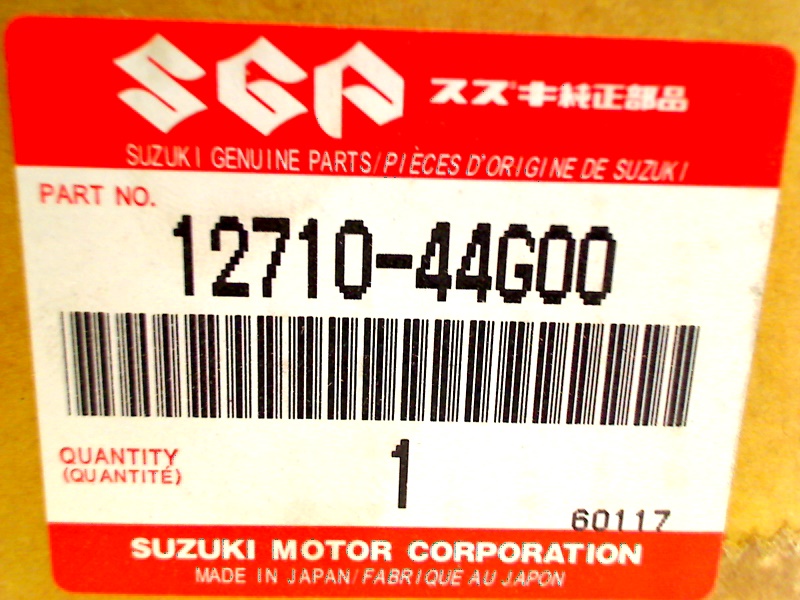 SGP スズキ純正部品
SUZUKI GENUINE PARTS/PIÈCES D'ORIGINE DE SUZUKI
PART NO.
12710-44G00
QUANTITY
(QUANTITÉ)
1
60117
SUZUKI MOTOR CORPORATION
MADE IN JAPAN/FABRIQUÉ AU JAPON